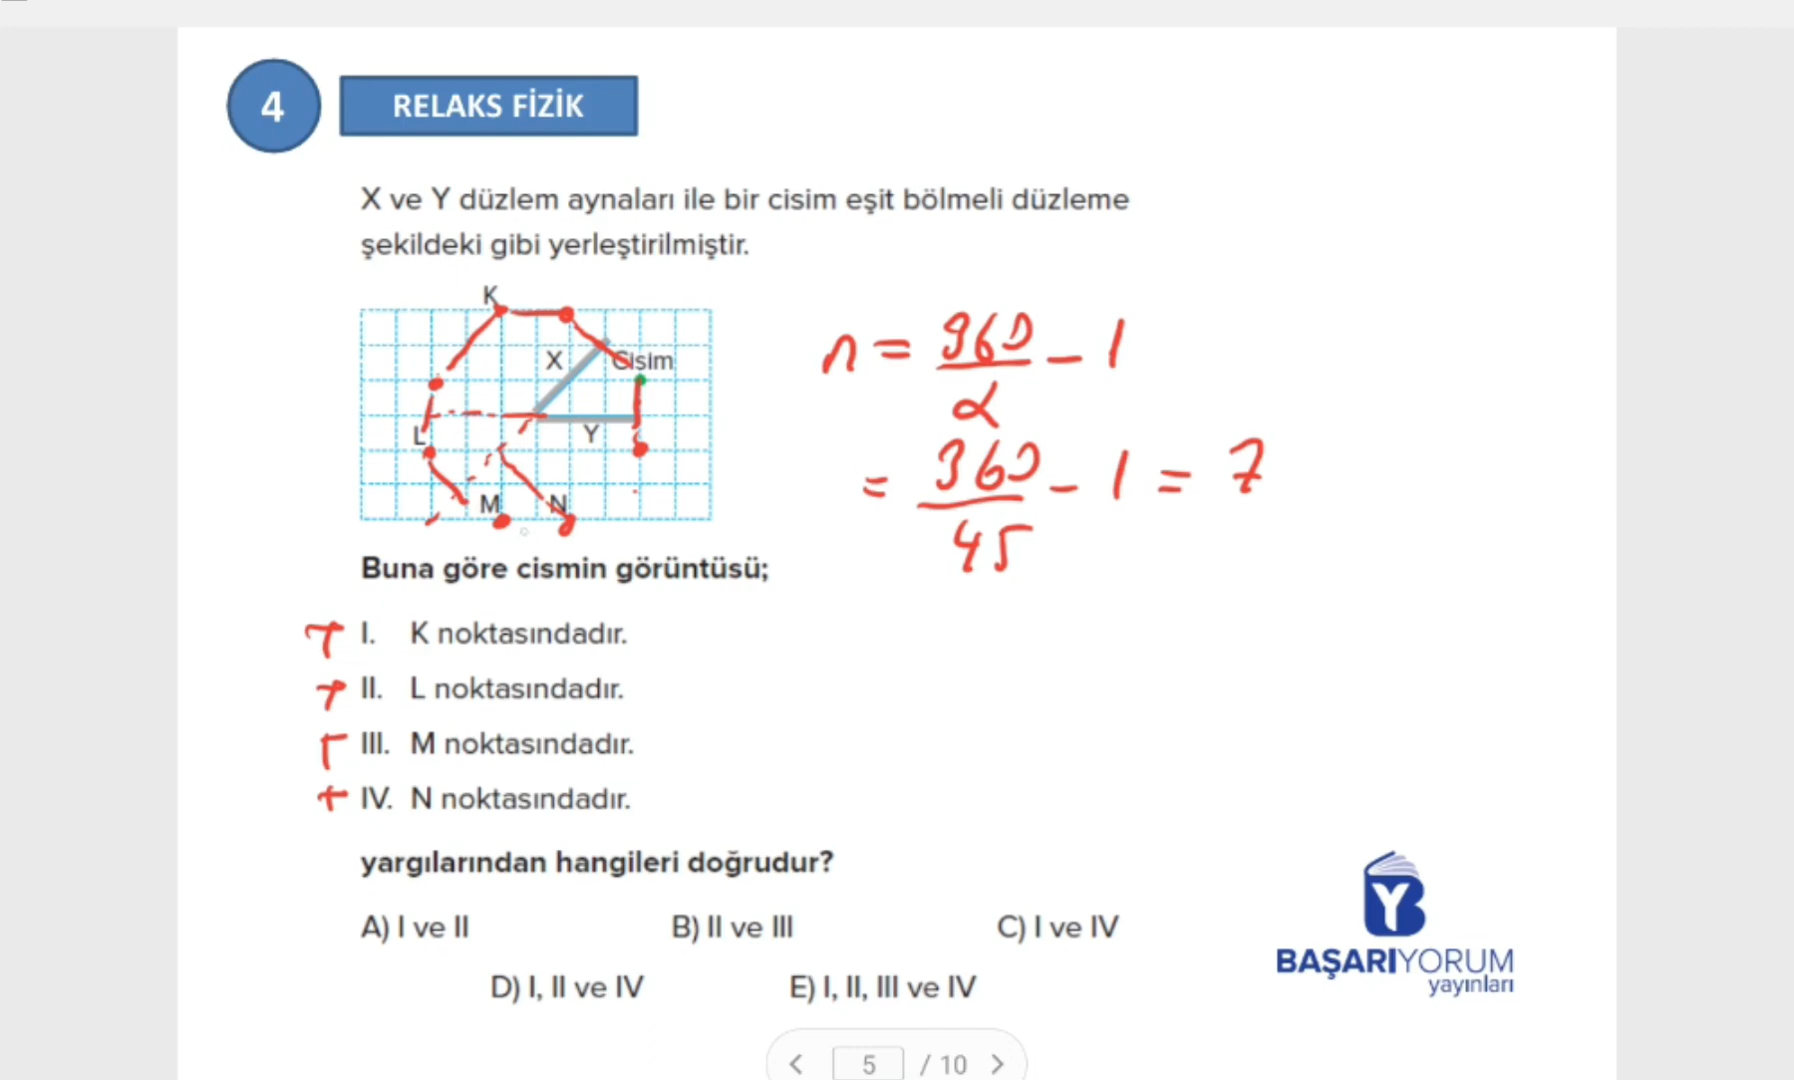 4
RELAKS FİZİK
X ve Y düzlem aynaları ile bir cisim eşit bölmeli düzleme
şekildeki gibi yerleştirilmiştir.
K
X
Cisim
L
Y
M
N
n = 360/α - 1
= 360/45 - 1 = 7
Buna göre cismin görüntüsü;
I. K noktasındadır.
II. L noktasındadır.
III. M noktasındadır.
IV. N noktasındadır.
yargılarından hangileri doğrudur?
A) I ve II B) II ve III C) I ve IV
D) I, II ve IV E) I, II, III ve IV
BAŞARIYORUM
yayınları
5 / 10